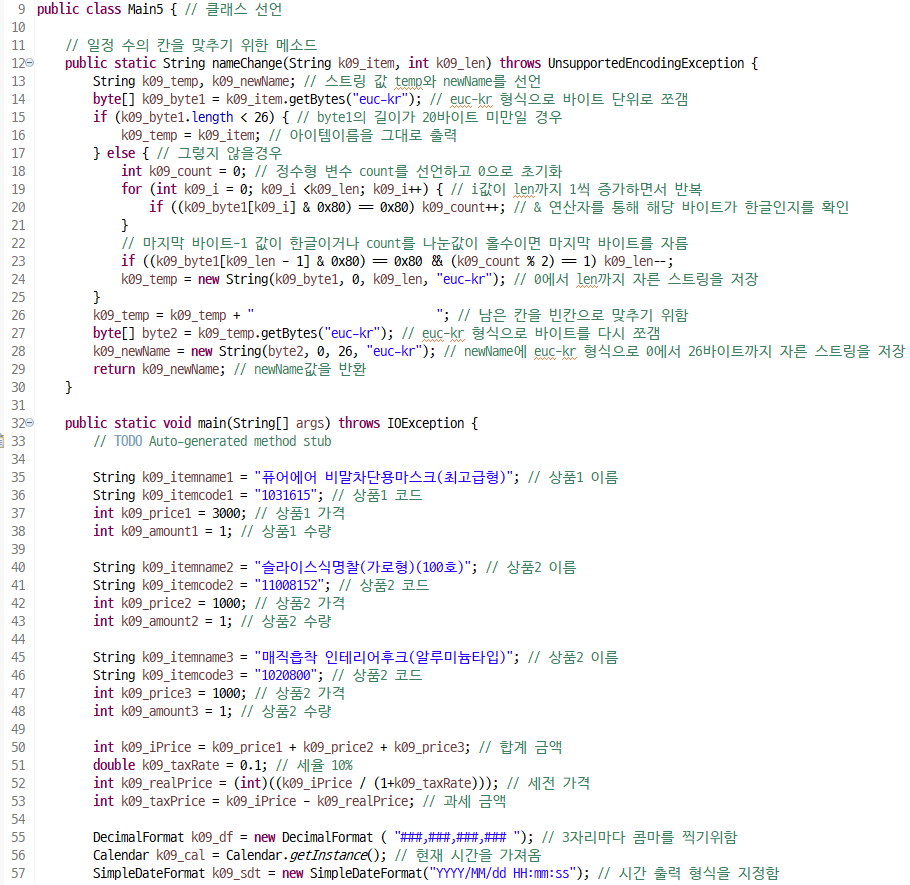 9 public class Main5 { // 클래스 선언
10
11 // 일정 수의 칸을 맞추기 위한 메소드
12 public static String nameChange(String k09_item, int k09_len) throws UnsupportedEncodingException {
13 String k09_temp, k09_newName; // 스트링 값 temp와 newName를 선언
14 byte[] k09_byte1 = k09_item.getBytes("euc-kr"); // euc-kr 형식으로 바이트 단위로 쪼갬
15 if (k09_byte1.length < 26) { // byte1의 길이가 20바이트 미만일 경우
16 k09_temp = k09_item; // 아이템이름을 그대로 출력
17 } else { // 그렇지 않을경우
18 int k09_count = 0; // 정수형 변수 count를 선언하고 0으로 초기화
19 for (int k09_i = 0; k09_i <k09_len; k09_i++) { // i값이 len까지 1씩 증가하면서 반복
20 if ((k09_byte1[k09_i] & 0x80) == 0x80) k09_count++; // & 연산자를 통해 해당 바이트가 한글인지를 확인
21 }
22 // 마지막 바이트-1 값이 한글이거나 count를 나눈값이 홀수이면 마지막 바이트를 자름
23 if ((k09_byte1[k09_len - 1] & 0x80) == 0x80 && (k09_count % 2) == 1) k09_len--;
24 k09_temp = new String(k09_byte1, 0, k09_len, "euc-kr"); // 0에서 len까지 자른 스트링을 저장
25 }
26 k09_temp = k09_temp + "                          "; // 남은 칸을 빈칸으로 맞추기 위함
27 byte[] byte2 = k09_temp.getBytes("euc-kr"); // euc-kr 형식으로 바이트를 다시 쪼갬
28 k09_newName = new String(byte2, 0, 26, "euc-kr"); // newName에 euc-kr 형식으로 0에서 26바이트까지 자른 스트링을 저장
29 return k09_newName; // newName값을 반환
30 }
31
32 public static void main(String[] args) throws IOException {
33 // TODO Auto-generated method stub
34
35 String k09_itemname1 = "퓨어에어 비말차단용마스크(최고급형)"; // 상품1 이름
36 String k09_itemcode1 = "1031615"; // 상품1 코드
37 int k09_price1 = 3000; // 상품1 가격
38 int k09_amount1 = 1; // 상품1 수량
39
40 String k09_itemname2 = "슬라이스식명찰(가로형)(100호)"; // 상품2 이름
41 String k09_itemcode2 = "11008152"; // 상품2 코드
42 int k09_price2 = 1000; // 상품2 가격
43 int k09_amount2 = 1; // 상품2 수량
44
45 String k09_itemname3 = "매직흡착 인테리어후크(알루미늄타입)"; // 상품2 이름
46 String k09_itemcode3 = "1020800"; // 상품2 코드
47 int k09_price3 = 1000; // 상품2 가격
48 int k09_amount3 = 1; // 상품2 수량
49
50 int k09_iPrice = k09_price1 + k09_price2 + k09_price3; // 합계 금액
51 double k09_taxRate = 0.1; // 세율 10%
52 int k09_realPrice = (int)((k09_iPrice / (1+k09_taxRate))); // 세전 가격
53 int k09_taxPrice = k09_iPrice - k09_realPrice; // 과세 금액
54
55 DecimalFormat k09_df = new DecimalFormat ( "###,###,###,### "); // 3자리마다 콤마를 찍기위함
56 Calendar k09_cal = Calendar.getInstance(); // 현재 시간을 가져옴
57 SimpleDateFormat k09_sdt = new SimpleDateFormat("YYYY/MM/dd HH:mm:ss"); // 시간 출력 형식을 지정함